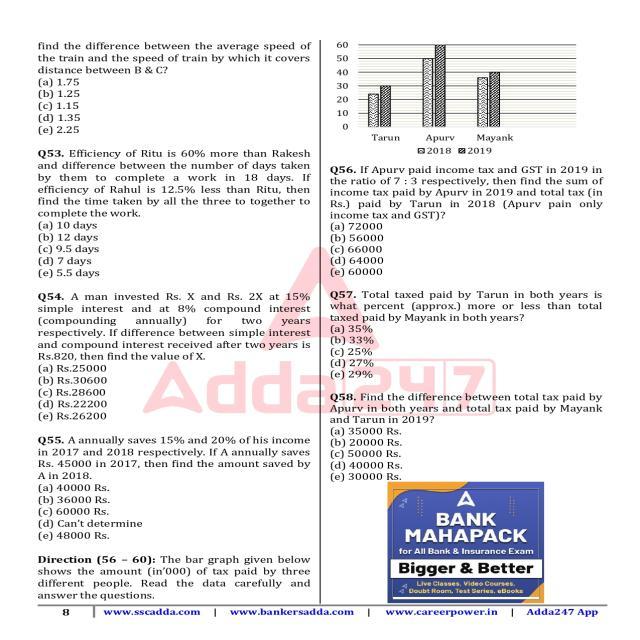 find the difference between the average speed of
the train and the speed of train by which it covers
distance between B & C?
(a) 1.75
(b) 1.25
(c) 1.15
(d) 1.35
(e) 2.25
Q53. Efficiency of Ritu is 60% more than Rakesh
and difference between the number of days taken
by them to complete a work in 18 days. If
efficiency of Rahul is 12.5% less than Ritu, then
find the time taken by all the three to together to
complete the work.
(a) 10 days
(b) 12 days
(c) 9.5 days
(d) 7 days
(e) 5.5 days
Q54. A man invested Rs. X and Rs. 2X at 15%
simple interest and at 8% compound interest
(compounding annually) for two years
respectively. If difference between simple interest
and compound interest received after two years is
Rs.820, then find the value of X.
(a) Rs.25000
(b) Rs.30600
(c) Rs.28600
(d) Rs.22200
(e) Rs.26200
Q55. A annually saves 15% and 20% of his income
in 2017 and 2018 respectively. If A annually saves
Rs. 45000 in 2017, then find the amount saved by
A in 2018.
(a) 40000 Rs.
(b) 36000 Rs.
(c) 60000 Rs.
(d) Can't determine
(e) 48000 Rs.
Direction (56 – 60): The bar graph given below
shows the amount (in'000) of tax paid by three
different people. Read the data carefully and
answer the questions.
60
50
40
30
20
10
0
Tarun Apurv Mayank
2018 2019
Q56. If Apurv paid income tax and GST in 2019 in
the ratio of 7 : 3 respectively, then find the sum of
income tax paid by Apurv in 2019 and total tax (in
Rs.) paid by Tarun in 2018 (Apurv pain only
income tax and GST)?
(a) 72000
(b) 56000
(c) 66000
(d) 64000
(e) 60000
Q57. Total taxed paid by Tarun in both years is
what percent (approx.) more or less than total
taxed paid by Mayank in both years?
(a) 35%
(b) 33%
(c) 25%
(d) 27%
(e) 29%
Q58. Find the difference between total tax paid by
Apurv in both years and total tax paid by Mayank
and Tarun in 2019?
(a) 35000 Rs.
(b) 20000 Rs.
(c) 50000 Rs.
(d) 40000 Rs.
(e) 30000 Rs.
Adda247
BANK
MAHAPACK
for All Bank & Insurance Exam
Bigger & Better
Live Classes, Video Courses,
Doubt Room, Test Series, eBooks
8 | www.sscadda.com | www.bankersadda.com | www.careerpower.in | Adda247 App